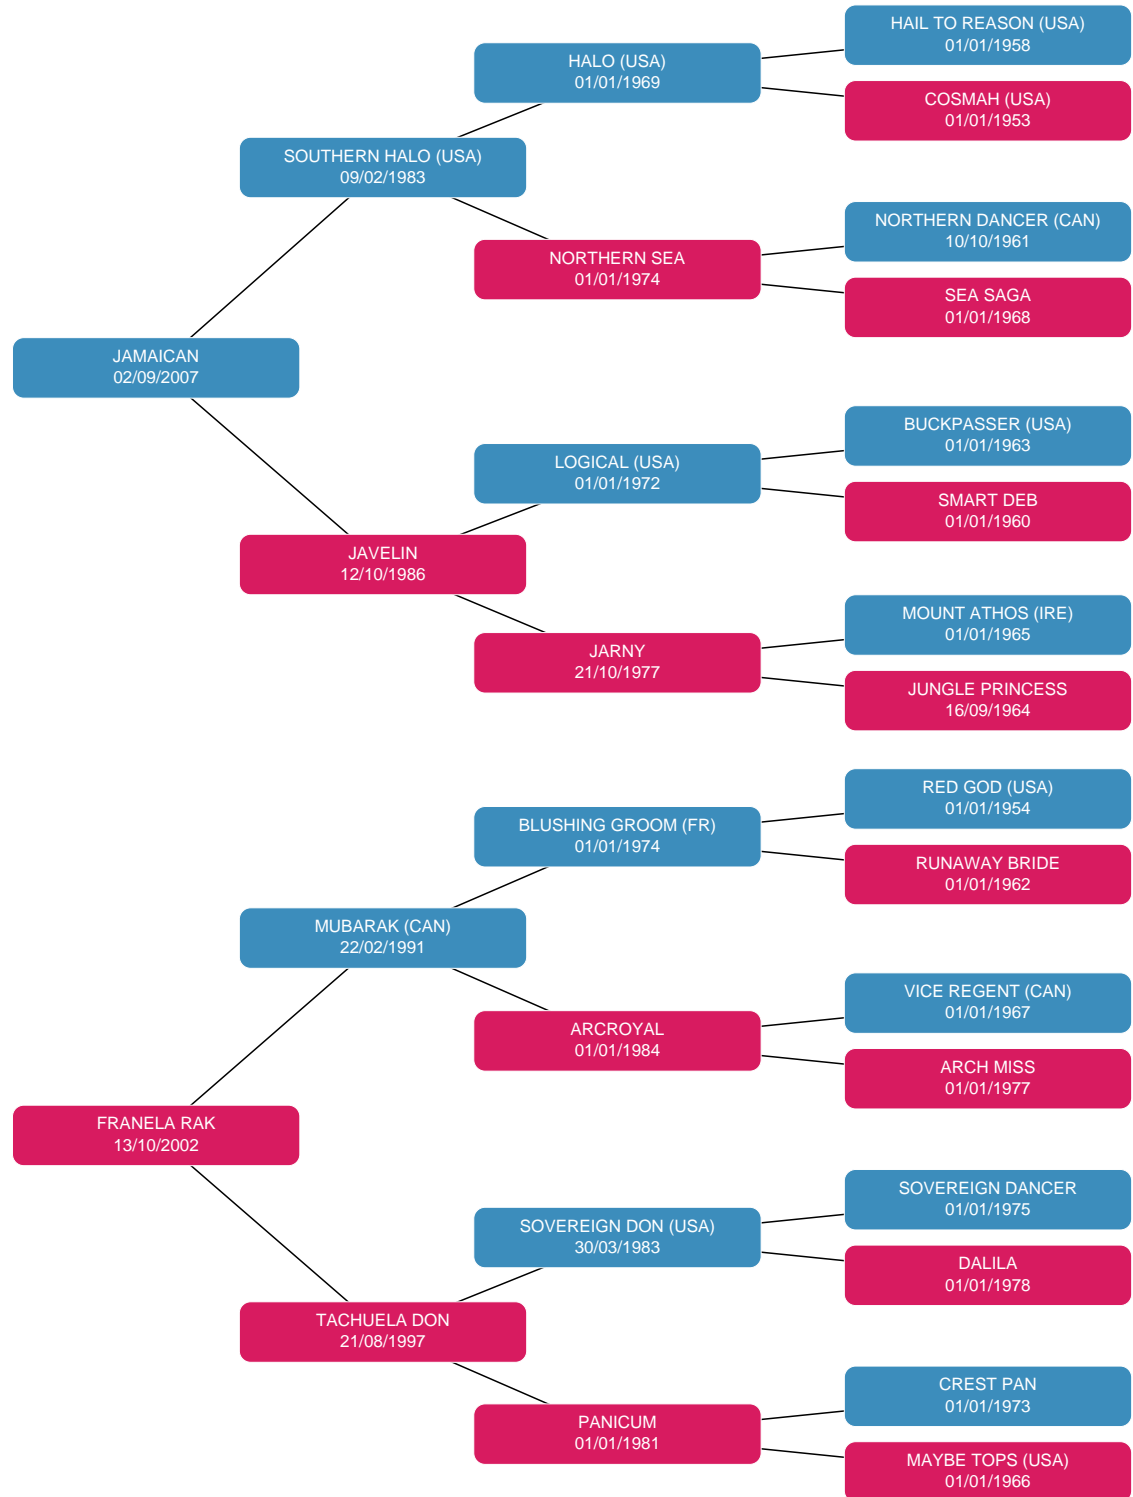 HAIL TO REASON (USA)
01/01/1958
HALO (USA)
01/01/1969
COSMAH (USA)
01/01/1953
SOUTHERN HALO (USA)
09/02/1983
NORTHERN DANCER (CAN)
10/10/1961
NORTHERN SEA
01/01/1974
SEA SAGA
01/01/1968
JAMAICAN
02/09/2007
BUCKPASSER (USA)
01/01/1963
LOGICAL (USA)
01/01/1972
SMART DEB
01/01/1960
JAVELIN
12/10/1986
MOUNT ATHOS (IRE)
01/01/1965
JARNY
21/10/1977
JUNGLE PRINCESS
16/09/1964
RED GOD (USA)
01/01/1954
BLUSHING GROOM (FR)
01/01/1974
RUNAWAY BRIDE
01/01/1962
MUBARAK (CAN)
22/02/1991
VICE REGENT (CAN)
01/01/1967
ARCROYAL
01/01/1984
ARCH MISS
01/01/1977
FRANELA RAK
13/10/2002
SOVEREIGN DANCER
01/01/1975
SOVEREIGN DON (USA)
30/03/1983
DALILA
01/01/1978
TACHUELA DON
21/08/1997
CREST PAN
01/01/1973
PANICUM
01/01/1981
MAYBE TOPS (USA)
01/01/1966